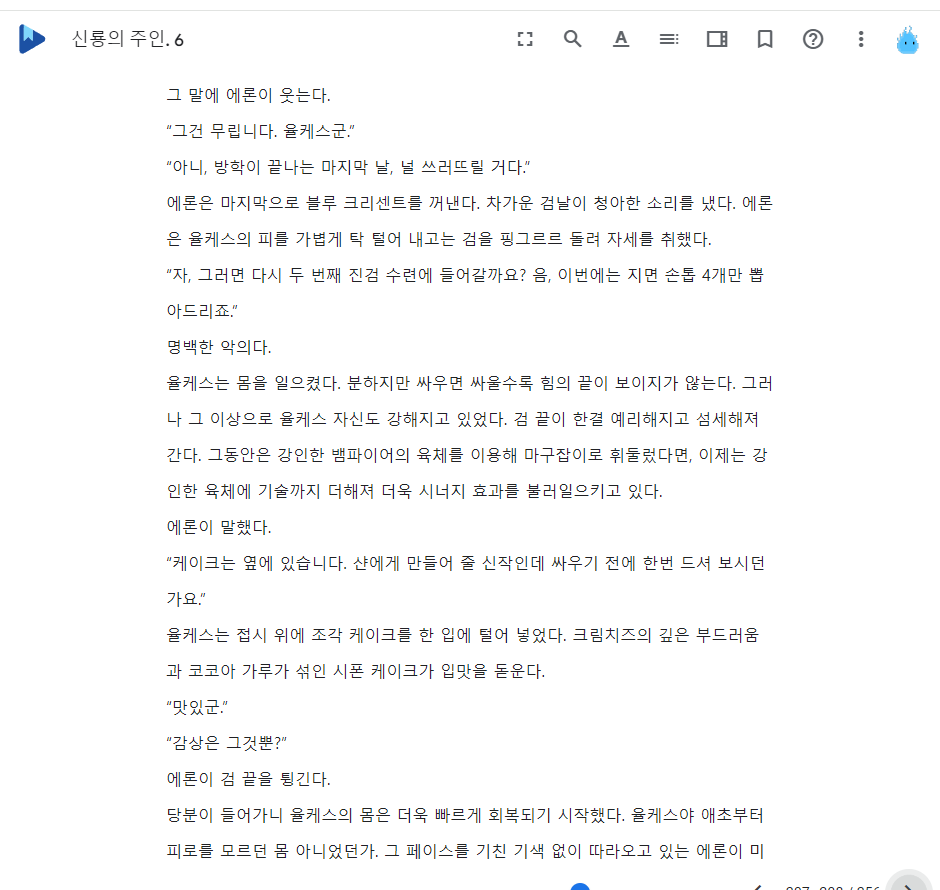 신룡의 주인. 6
그 말에 에론이 웃는다.
“그건 무립니다. 율케스군.”
“아니, 방학이 끝나는 마지막 날, 널 쓰러뜨릴 거다.”
에론은 마지막으로 블루 크리센트를 꺼낸다. 차가운 검날이 청아한 소리를 냈다. 에론
은 율케스의 피를 가볍게 탁 털어 내고는 검을 핑그르르 돌려 자세를 취했다.
“자, 그러면 다시 두 번째 진검 수련에 들어갈까요? 음, 이번에는 지면 손톱 4개만 뽑
아드리죠.”
명백한 악의다.
율케스는 몸을 일으켰다. 분하지만 싸우면 싸울수록 힘의 끝이 보이지가 않는다. 그러
나 그 이상으로 율케스 자신도 강해지고 있었다. 검 끝이 한결 예리해지고 섬세해져
간다. 그동안은 강인한 뱀파이어의 육체를 이용해 마구잡이로 휘둘렀다면, 이제는 강
인한 육체에 기술까지 더해져 더욱 시너지 효과를 불러일으키고 있다.
에론이 말했다.
“케이크는 옆에 있습니다. 샨에게 만들어 줄 신작인데 싸우기 전에 한번 드셔 보시던
가요.”
율케스는 접시 위에 조각 케이크를 한 입에 털어 넣었다. 크림치즈의 깊은 부드러움
과 코코아 가루가 섞인 시폰 케이크가 입맛을 돋운다.
“맛있군.”
“감상은 그것뿐?”
에론이 검 끝을 튕긴다.
당분이 들어가니 율케스의 몸은 더욱 빠르게 회복되기 시작했다. 율케스야 애초부터
피로를 모르던 몸 아니었던가. 그 페이스를 기친 기색 없이 따라오고 있는 에론이 미